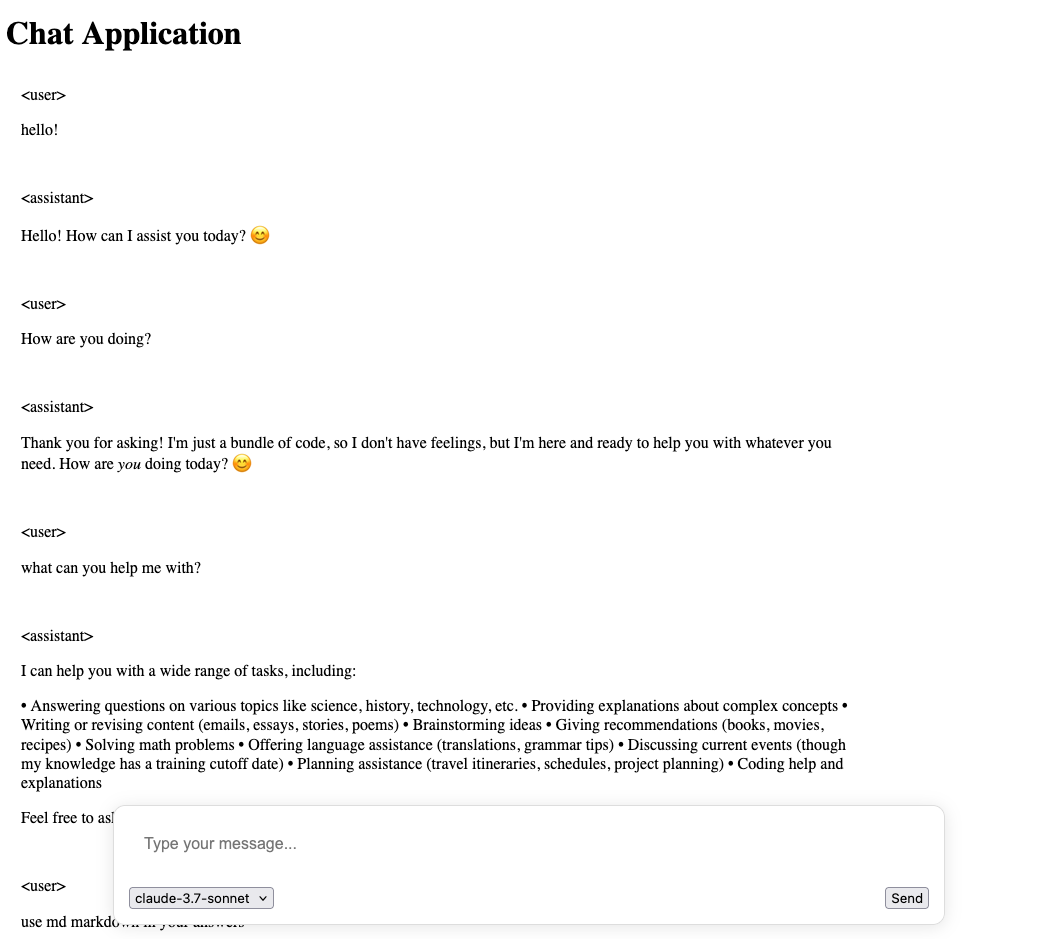 Chat Application
<user>
hello!
<assistant>
Hello! How can I assist you today? 😊
<user>
How are you doing?
<assistant>
Thank you for asking! I'm just a bundle of code, so I don't have feelings, but I'm here and ready to help you with whatever you
need. How are you doing today? 😊
<user>
what can you help me with?
<assistant>
I can help you with a wide range of tasks, including:
• Answering questions on various topics like science, history, technology, etc. • Providing explanations about complex concepts •
Writing or revising content (emails, essays, stories, poems) • Brainstorming ideas • Giving recommendations (books, movies,
recipes) • Solving math problems • Offering language assistance (translations, grammar tips) • Discussing current events (though
my knowledge has a training cutoff date) • Planning assistance (travel itineraries, schedules, project planning) • Coding help and
explanations
Feel free to
Type your message...
<user>
claude-3.7-sonnet
Send
use md markdown in your answers